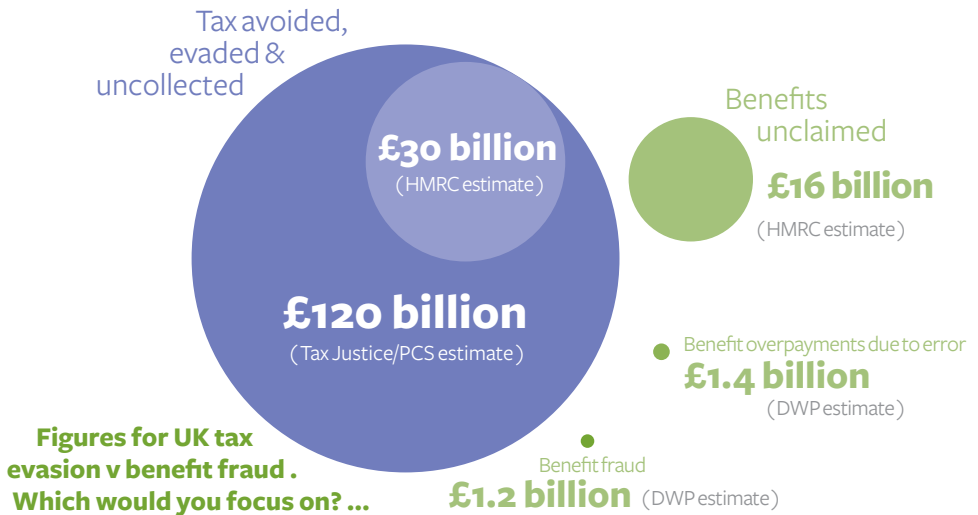 Tax avoided,
evaded &
uncollected
£30 billion
(HMRC estimate)
£120 billion
(Tax Justice/PCS estimate)
Benefits
unclaimed
£16 billion
(HMRC estimate)
Benefit overpayments due to error
£1.4 billion
(DWP estimate)
Benefit fraud
£1.2 billion (DWP estimate)
Figures for UK tax
evasion v benefit fraud .
Which would you focus on? ...